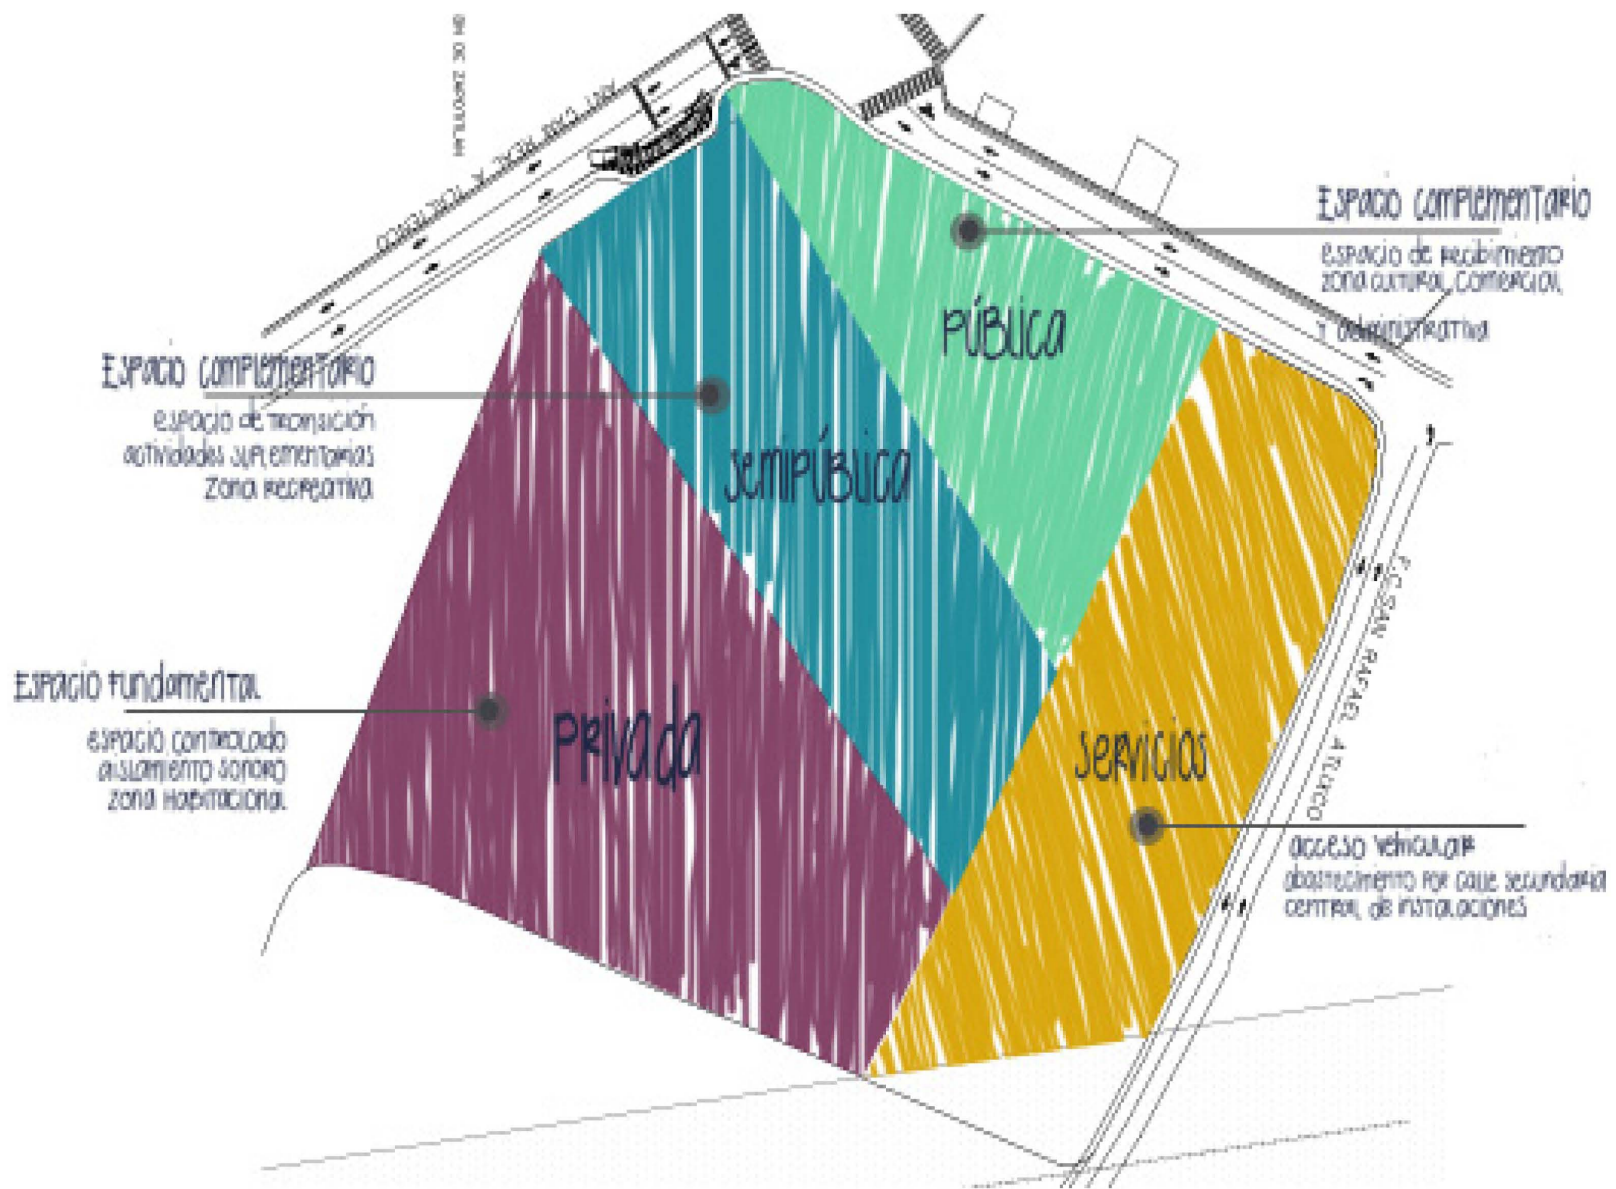 Espacio complementario
espacio de recibimiento
zona cultural, comercial
y administrativa
pública
Espacio complementario
espacio de transición
actividades suplementarias
zona recreativa
semipública
Espacio fundamental
espacio controlado
aislamiento sonoro
zona habitacional
privada
servicios
acceso vehicular
abastecimiento por calle secundaria
central de instalaciones
F.C.SAN RAFAEL ATLIXCO